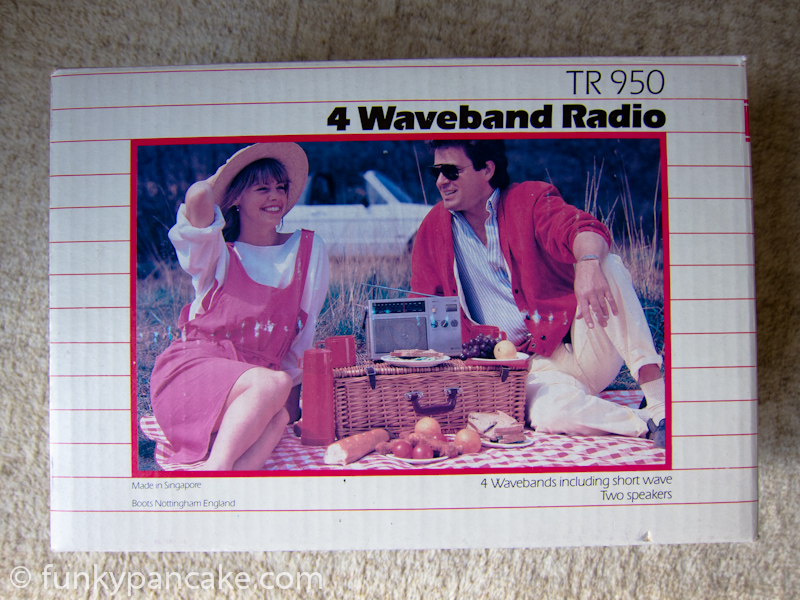 TR 950
4 Waveband Radio
Made in Singapore
Boots Nottingham England
4 Wavebands including short wave
Two speakers
© funkypancake.com